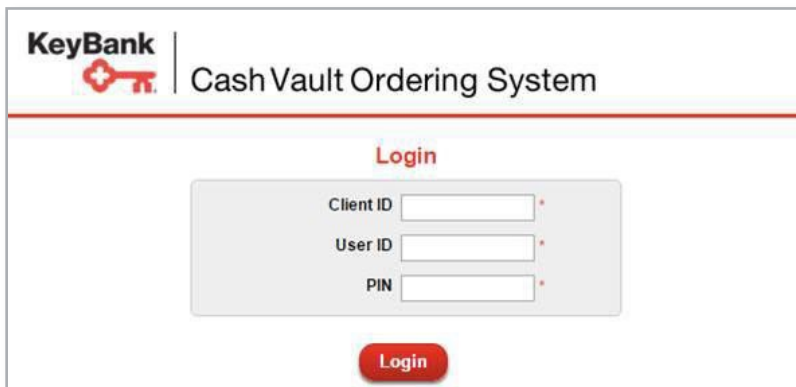 KeyBank
Cash Vault Ordering System
Login
Client ID *
User ID *
PIN *
Login